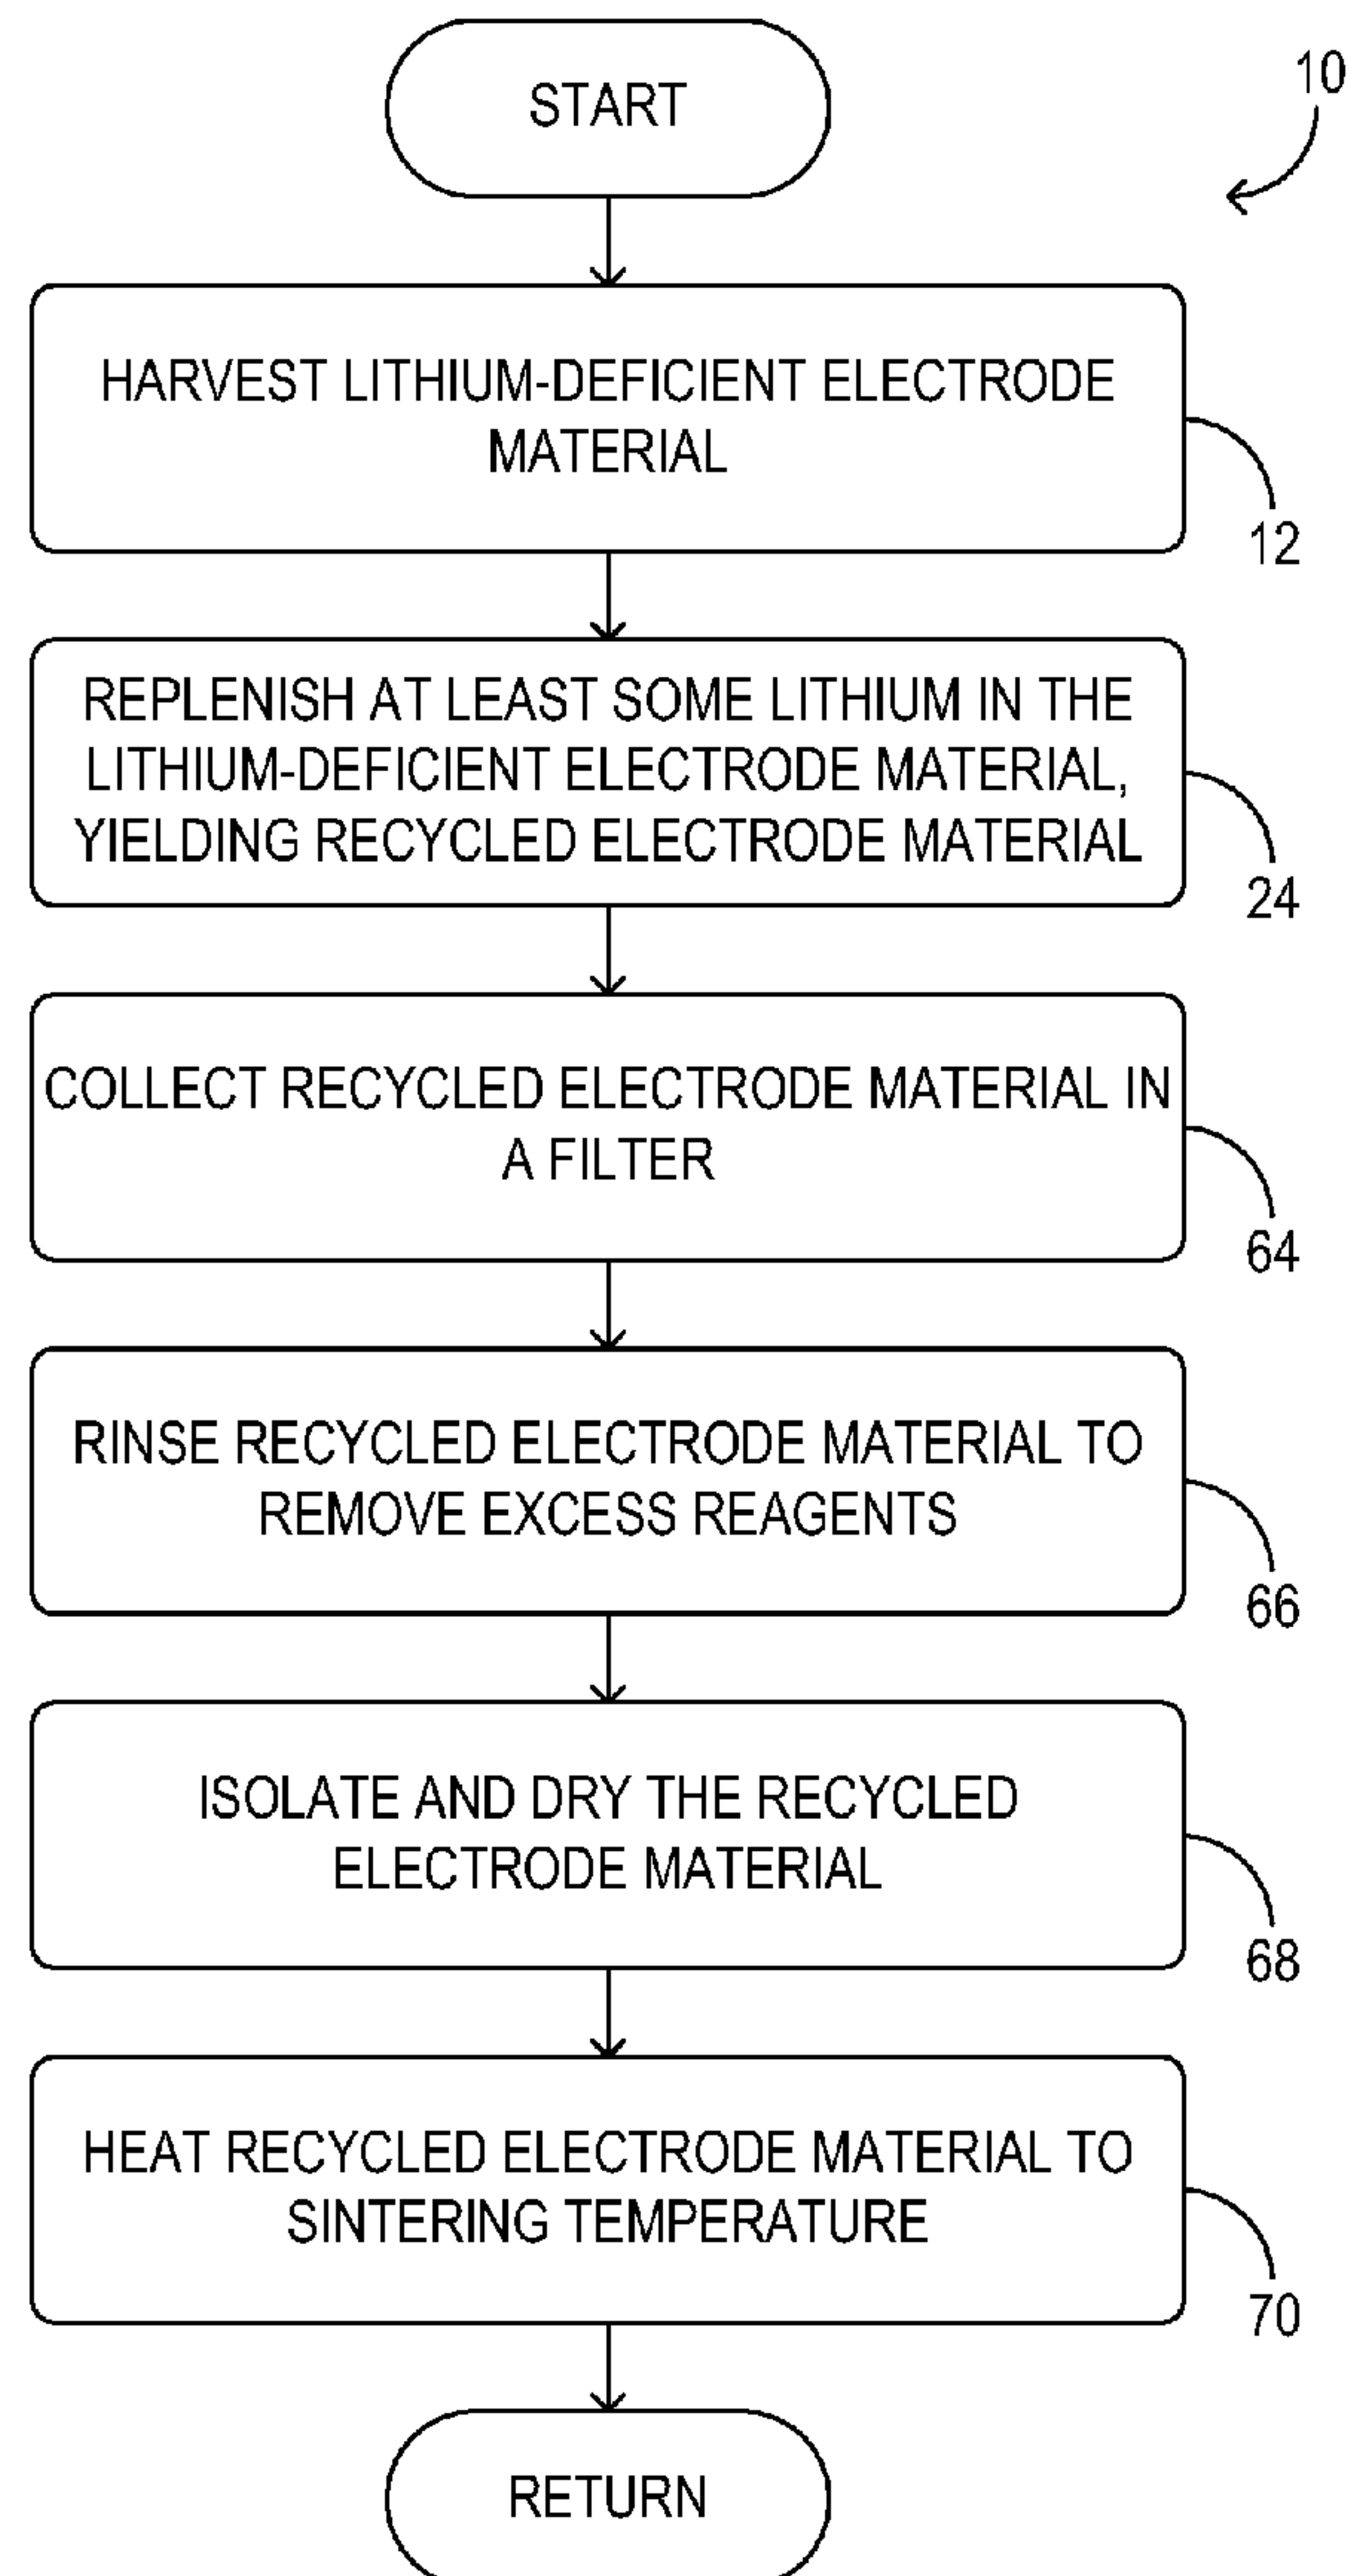 START
10
HARVEST LITHIUM-DEFICIENT ELECTRODE
MATERIAL
12
REPLENISH AT LEAST SOME LITHIUM IN THE
LITHIUM-DEFICIENT ELECTRODE MATERIAL,
YIELDING RECYCLED ELECTRODE MATERIAL
24
COLLECT RECYCLED ELECTRODE MATERIAL IN
A FILTER
64
RINSE RECYCLED ELECTRODE MATERIAL TO
REMOVE EXCESS REAGENTS
66
ISOLATE AND DRY THE RECYCLED
ELECTRODE MATERIAL
68
HEAT RECYCLED ELECTRODE MATERIAL TO
SINTERING TEMPERATURE
70
RETURN